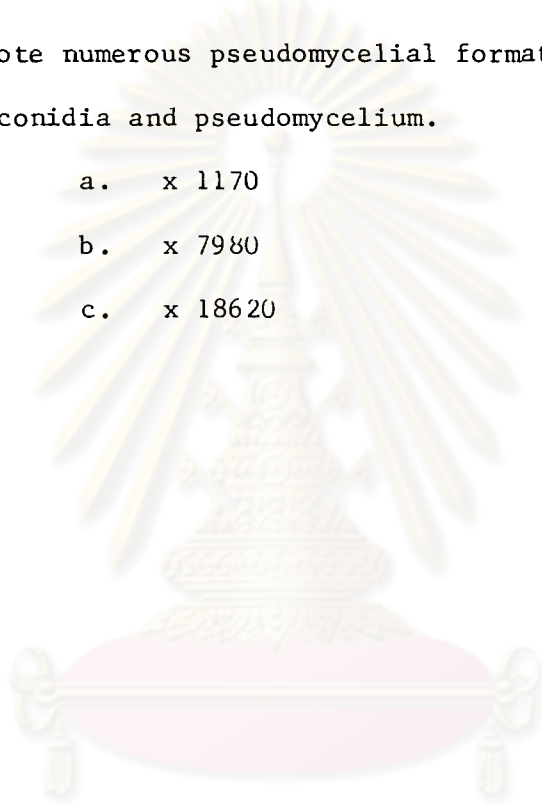 ote numerous pseudomycelial format
conidia and pseudomycelium.
a. x 1170
b. x 7980
c. x 18620